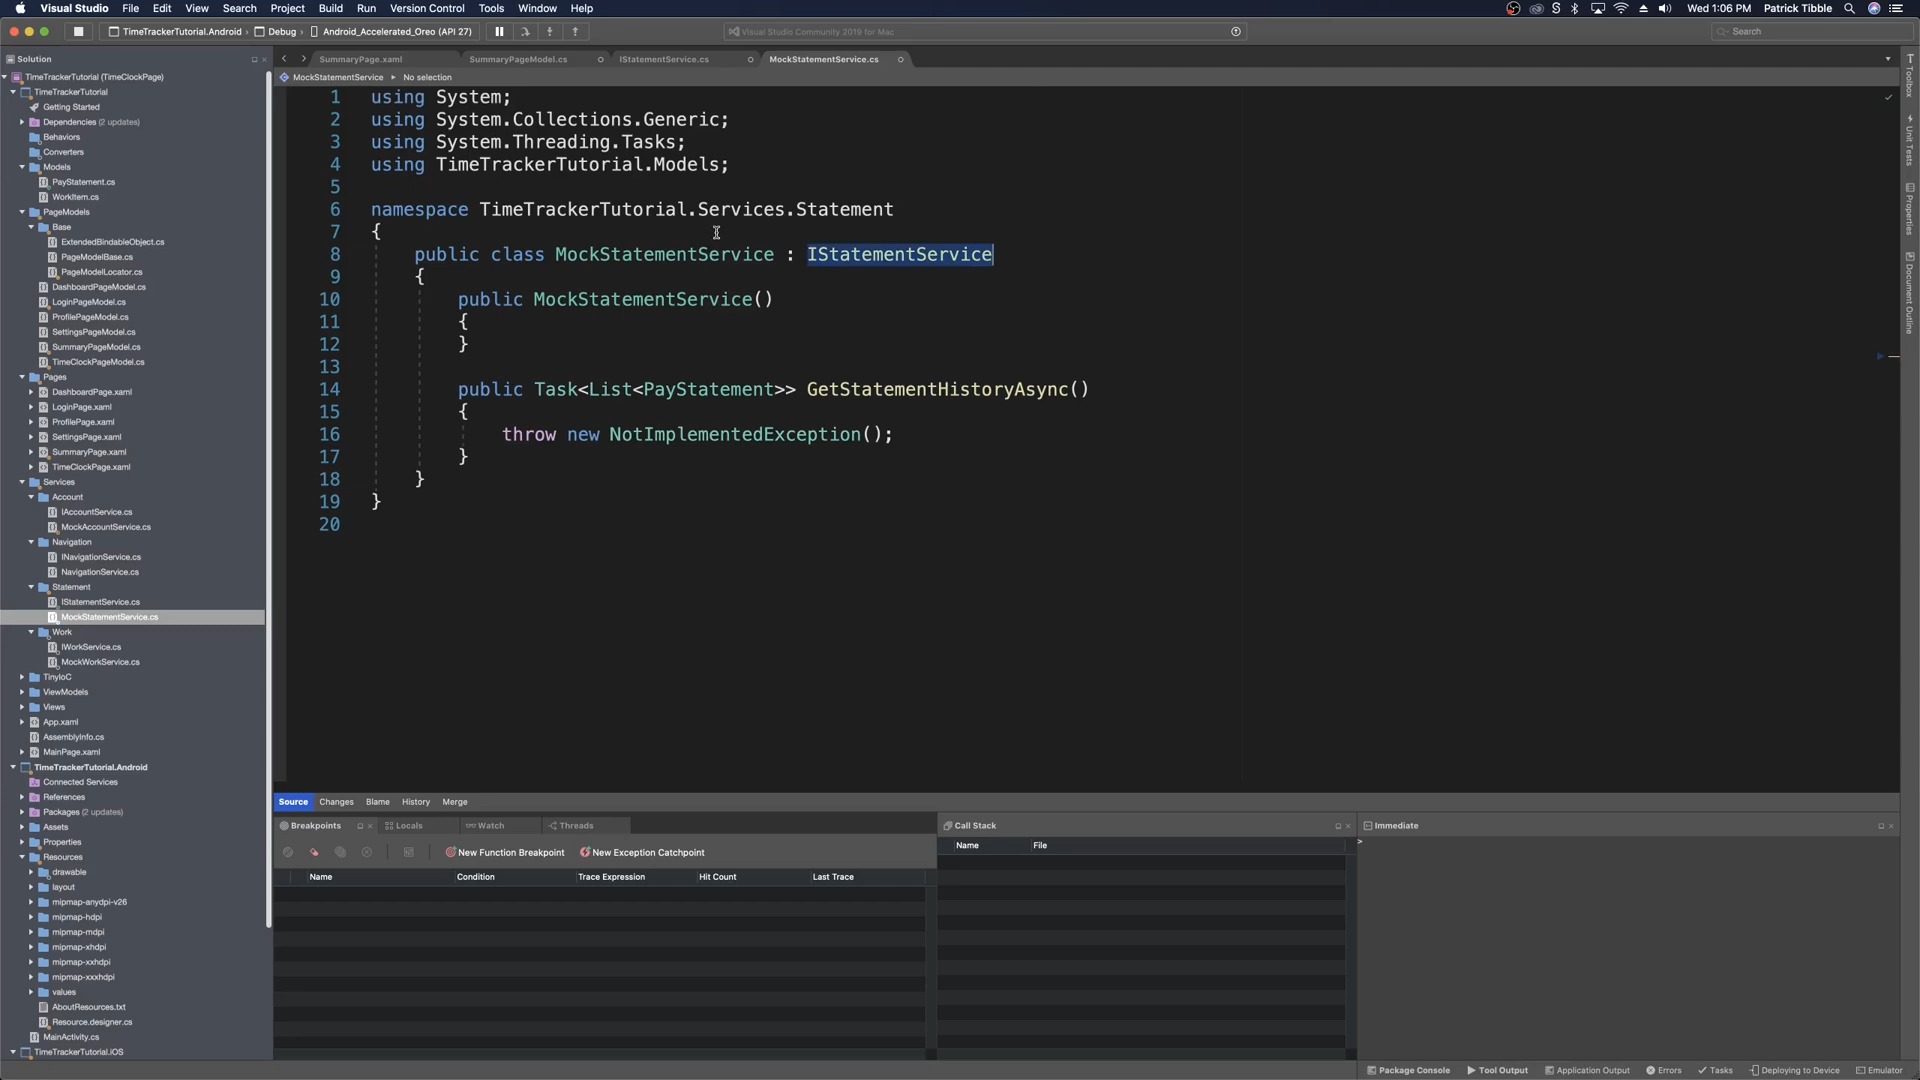 Visual Studio File Edit View Search Project Build Run Version Control Tools Window Help Wed 1:06 PM Patrick Tibble
TimeTrackerTutorial.Android Debug Android_Accelerated_Oreo (API 27) Visual Studio Community 2019 for Mac Search
Solution
SummaryPage.xaml SummaryPageModel.cs IStatementService.cs MockStatementService.cs
MockStatementService No selection
TimeTrackerTutorial (TimeClockPage)
TimeTrackerTutorial
Getting Started
Dependencies (2 updates)
Behaviors
Converters
Models
PayStatement.cs
WorkItem.cs
PageModels
Base
ExtendedBindableObject.cs
PageModelBase.cs
PageModelLocator.cs
DashboardPageModel.cs
LoginPageModel.cs
ProfilePageModel.cs
SettingsPageModel.cs
SummaryPageModel.cs
TimeClockPageModel.cs
Pages
DashboardPage.xaml
LoginPage.xaml
ProfilePage.xaml
SettingsPage.xaml
SummaryPage.xaml
TimeClockPage.xaml
Services
Account
IAccountService.cs
MockAccountService.cs
Navigation
INavigationService.cs
NavigationService.cs
Statement
IStatementService.cs
MockStatementService.cs
Work
IWorkService.cs
MockWorkService.cs
TinyIoC
ViewModels
Views
App.xaml
AssemblyInfo.cs
MainPage.xaml
TimeTrackerTutorial.Android
Connected Services
References
Packages (2 updates)
Assets
Properties
Resources
drawable
layout
mipmap-anydpi-v26
mipmap-hdpi
mipmap-mdpi
mipmap-xhdpi
mipmap-xxhdpi
mipmap-xxxhdpi
values
AboutResources.txt
Resource.designer.cs
MainActivity.cs
TimeTrackerTutorial.iOS
1 using System;
2 using System.Collections.Generic;
3 using System.Threading.Tasks;
4 using TimeTrackerTutorial.Models;
5
6 namespace TimeTrackerTutorial.Services.Statement
7 {
8 public class MockStatementService : IStatementService
9 {
10 public MockStatementService()
11 {
12 }
13
14 public Task<List<PayStatement>> GetStatementHistoryAsync()
15 {
16 throw new NotImplementedException();
17 }
18 }
19 }
20
Toolbox
Unit Tests
Properties
Document Outline
Source Changes Blame History Merge
Breakpoints Locals Watch Threads
New Function Breakpoint New Exception Catchpoint
Name Condition Trace Expression Hit Count Last Trace
Call Stack
Name File
Immediate
>
Package Console Tool Output Application Output Errors Tasks Deploying to Device Emulator